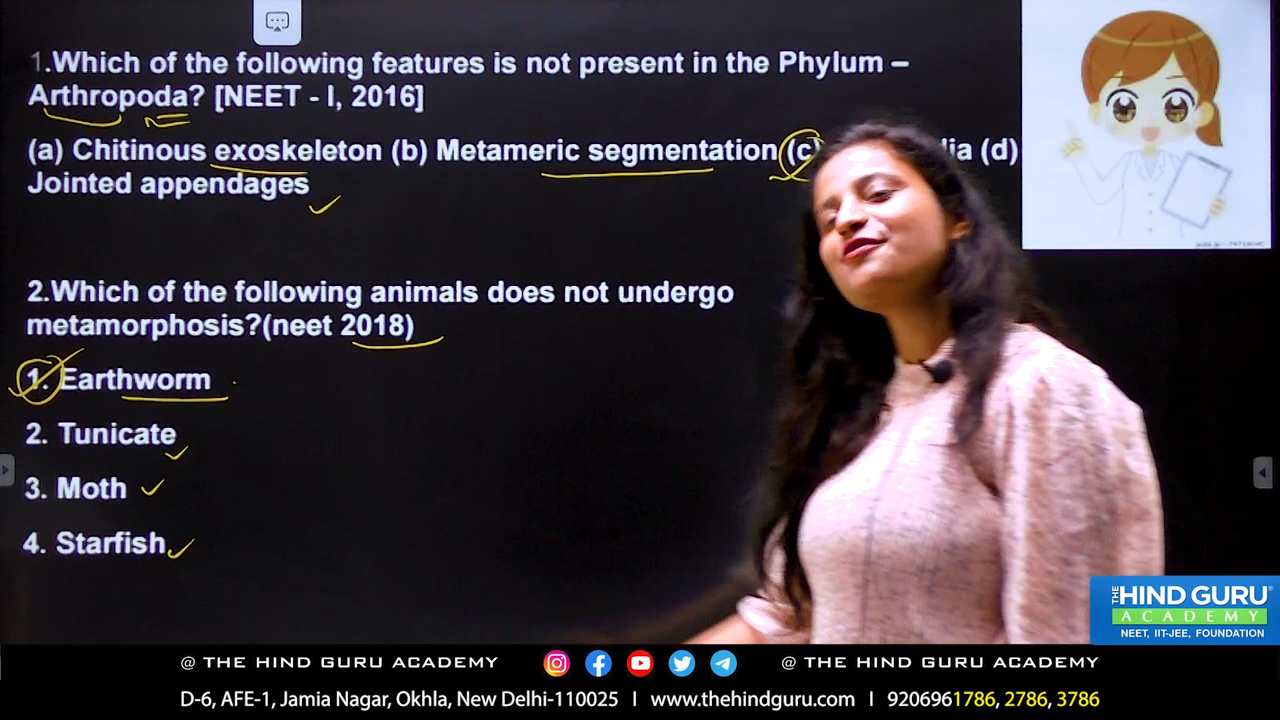 1.Which of the following features is not present in the Phylum –
Arthropoda? [NEET - I, 2016]
(a) Chitinous exoskeleton (b) Metameric segmentation (c) (d)
Jointed appendages
2.Which of the following animals does not undergo
metamorphosis?(neet 2018)
1. Earthworm
2. Tunicate
3. Moth
4. Starfish
THE HIND GURU®
ACADEMY
NEET, IIT-JEE, FOUNDATION
@ THE HIND GURU ACADEMY @ THE HIND GURU ACADEMY
D-6, AFE-1, Jamia Nagar, Okhla, New Delhi-110025 I www.thehindguru.com I 9206961786, 2786, 3786